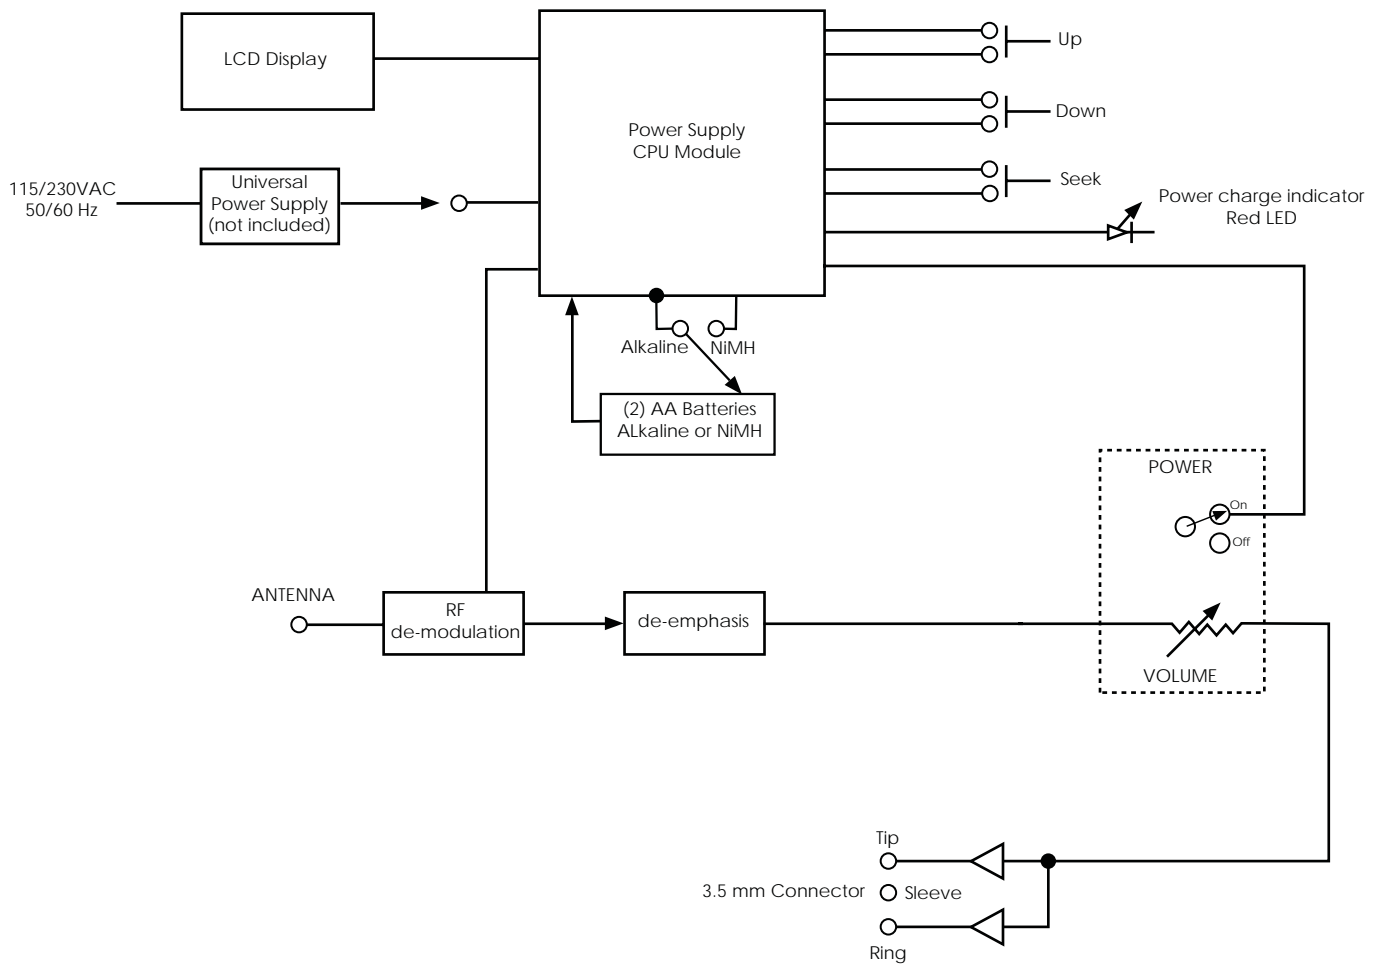 LCD Display
Power Supply
CPU Module
Up
Down
Seek
115/230VAC
50/60 Hz
Universal
Power Supply
(not included)
Power charge indicator
Red LED
Alkaline
NiMH
(2) AA Batteries
ALkaline or NiMH
POWER
On
Off
ANTENNA
RF
de-modulation
de-emphasis
VOLUME
Tip
3.5 mm Connector
Sleeve
Ring